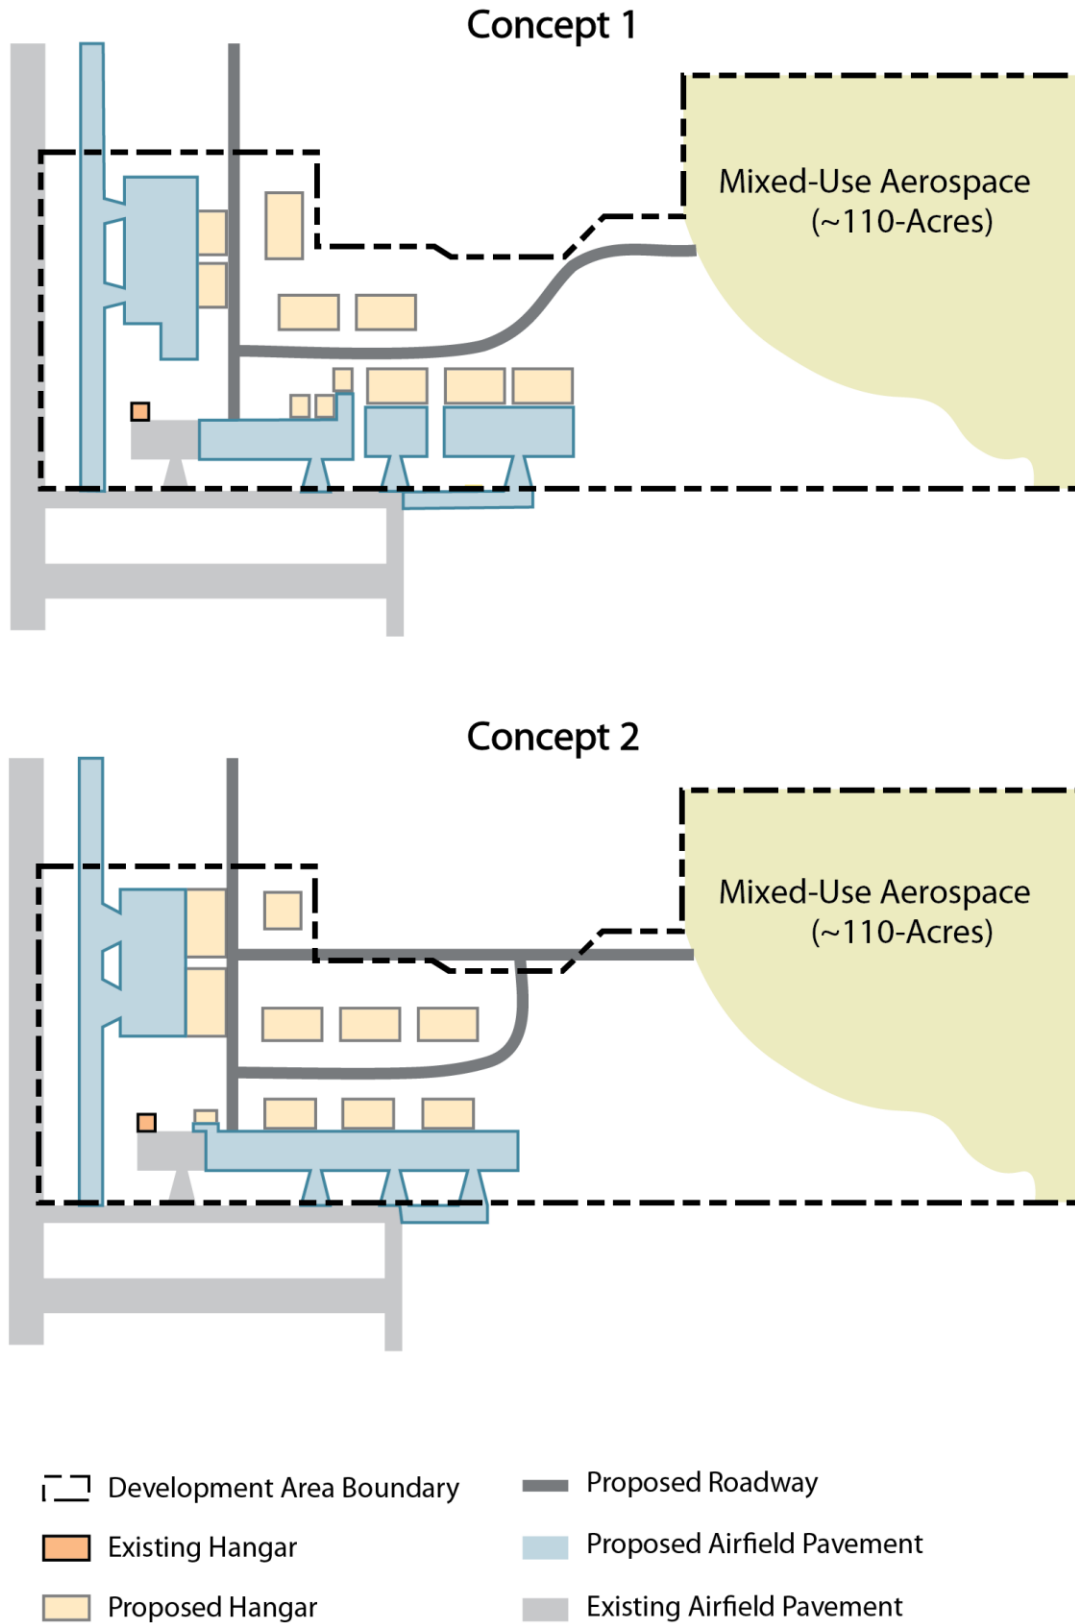 Concept 1
Mixed-Use Aerospace
(~110-Acres)
Concept 2
Mixed-Use Aerospace
(~110-Acres)
Development Area Boundary
Proposed Roadway
Existing Hangar
Proposed Airfield Pavement
Proposed Hangar
Existing Airfield Pavement